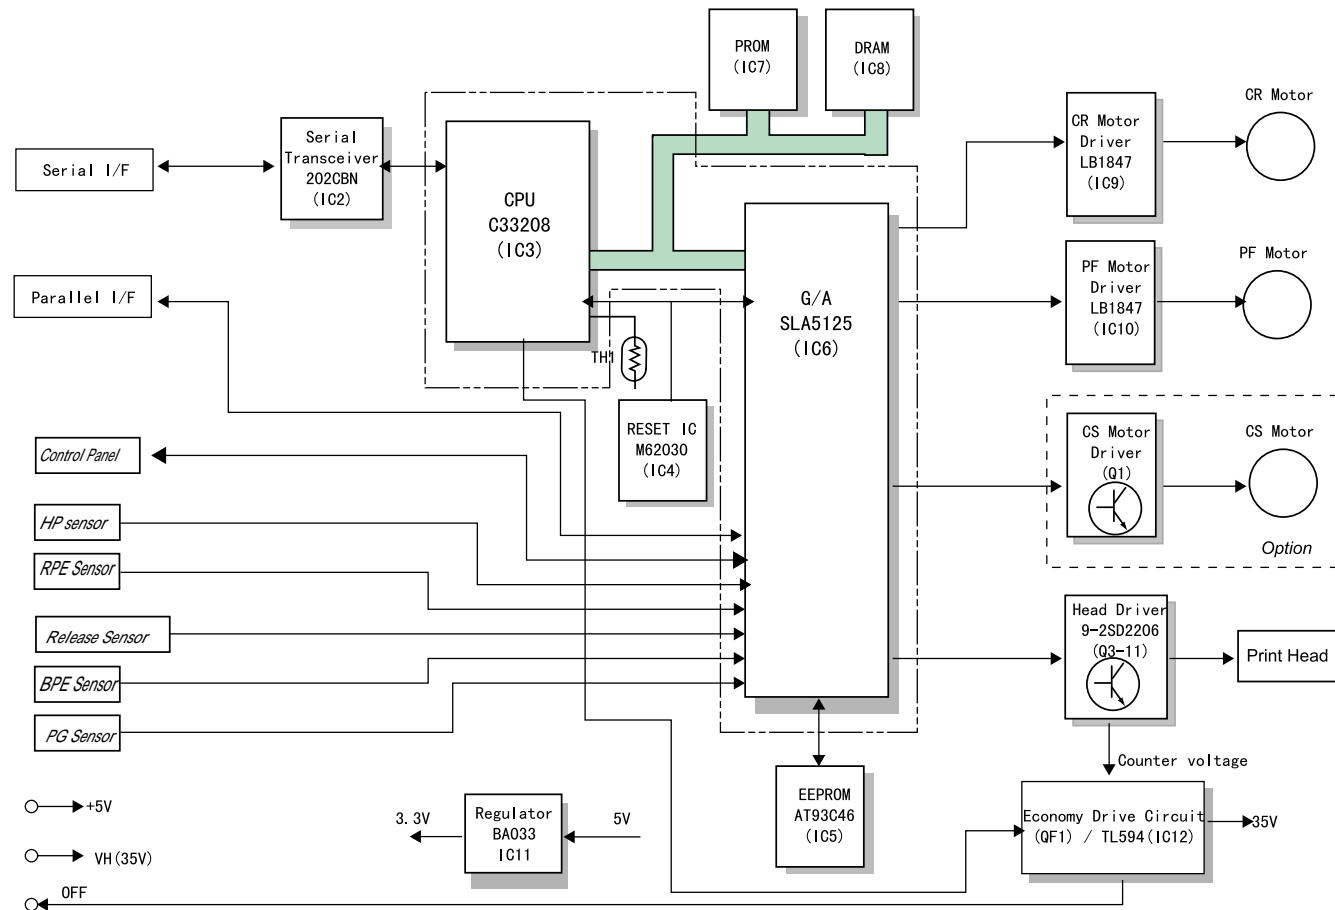 PROM
(IC7)
DRAM
(IC8)
CR Motor
CR Motor
Driver
LB1847
(IC9)
Serial I/F
Serial
Transceiver
202CBN
(IC2)
CPU
C33208
(IC3)
PF Motor
PF Motor
Driver
LB1847
(IC10)
Parallel I/F
G/A
SLA5125
(IC6)
TH1
RESET IC
M62030
(IC4)
CS Motor
Driver
(Q1)
CS Motor
Option
Control Panel
HP sensor
RPE Sensor
Release Sensor
BPE Sensor
PG Sensor
Head Driver
9-2SD2206
(Q3-11)
Print Head
Counter voltage
+5V
VH(35V)
OFF
3.3V
Regulator
BA033
IC11
5V
EEPROM
AT93C46
(IC5)
Economy Drive Circuit
(QF1) / TL594(IC12)
35V